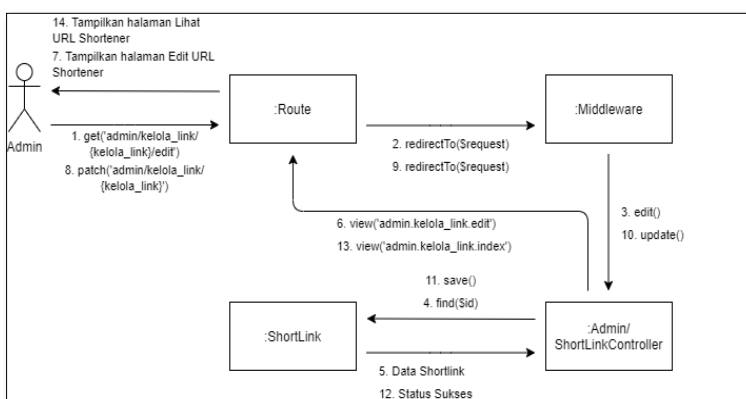 14. Tampilkan halaman Lihat
URL Shortener
7. Tampilkan halaman Edit URL
Shortener
Admin
1. get('admin/kelola_link/
{kelola_link}/edit')
8. patch('admin/kelola_link/
{kelola_link}')
:Route
2. redirectTo($request)
9. redirectTo($request)
:Middleware
3. edit()
10. update()
6. view('admin.kelola_link.edit')
13. view('admin.kelola_link.index')
11. save()
4. find($id)
:ShortLink
:Admin/
ShortLinkController
5. Data Shortlink
12. Status Sukses